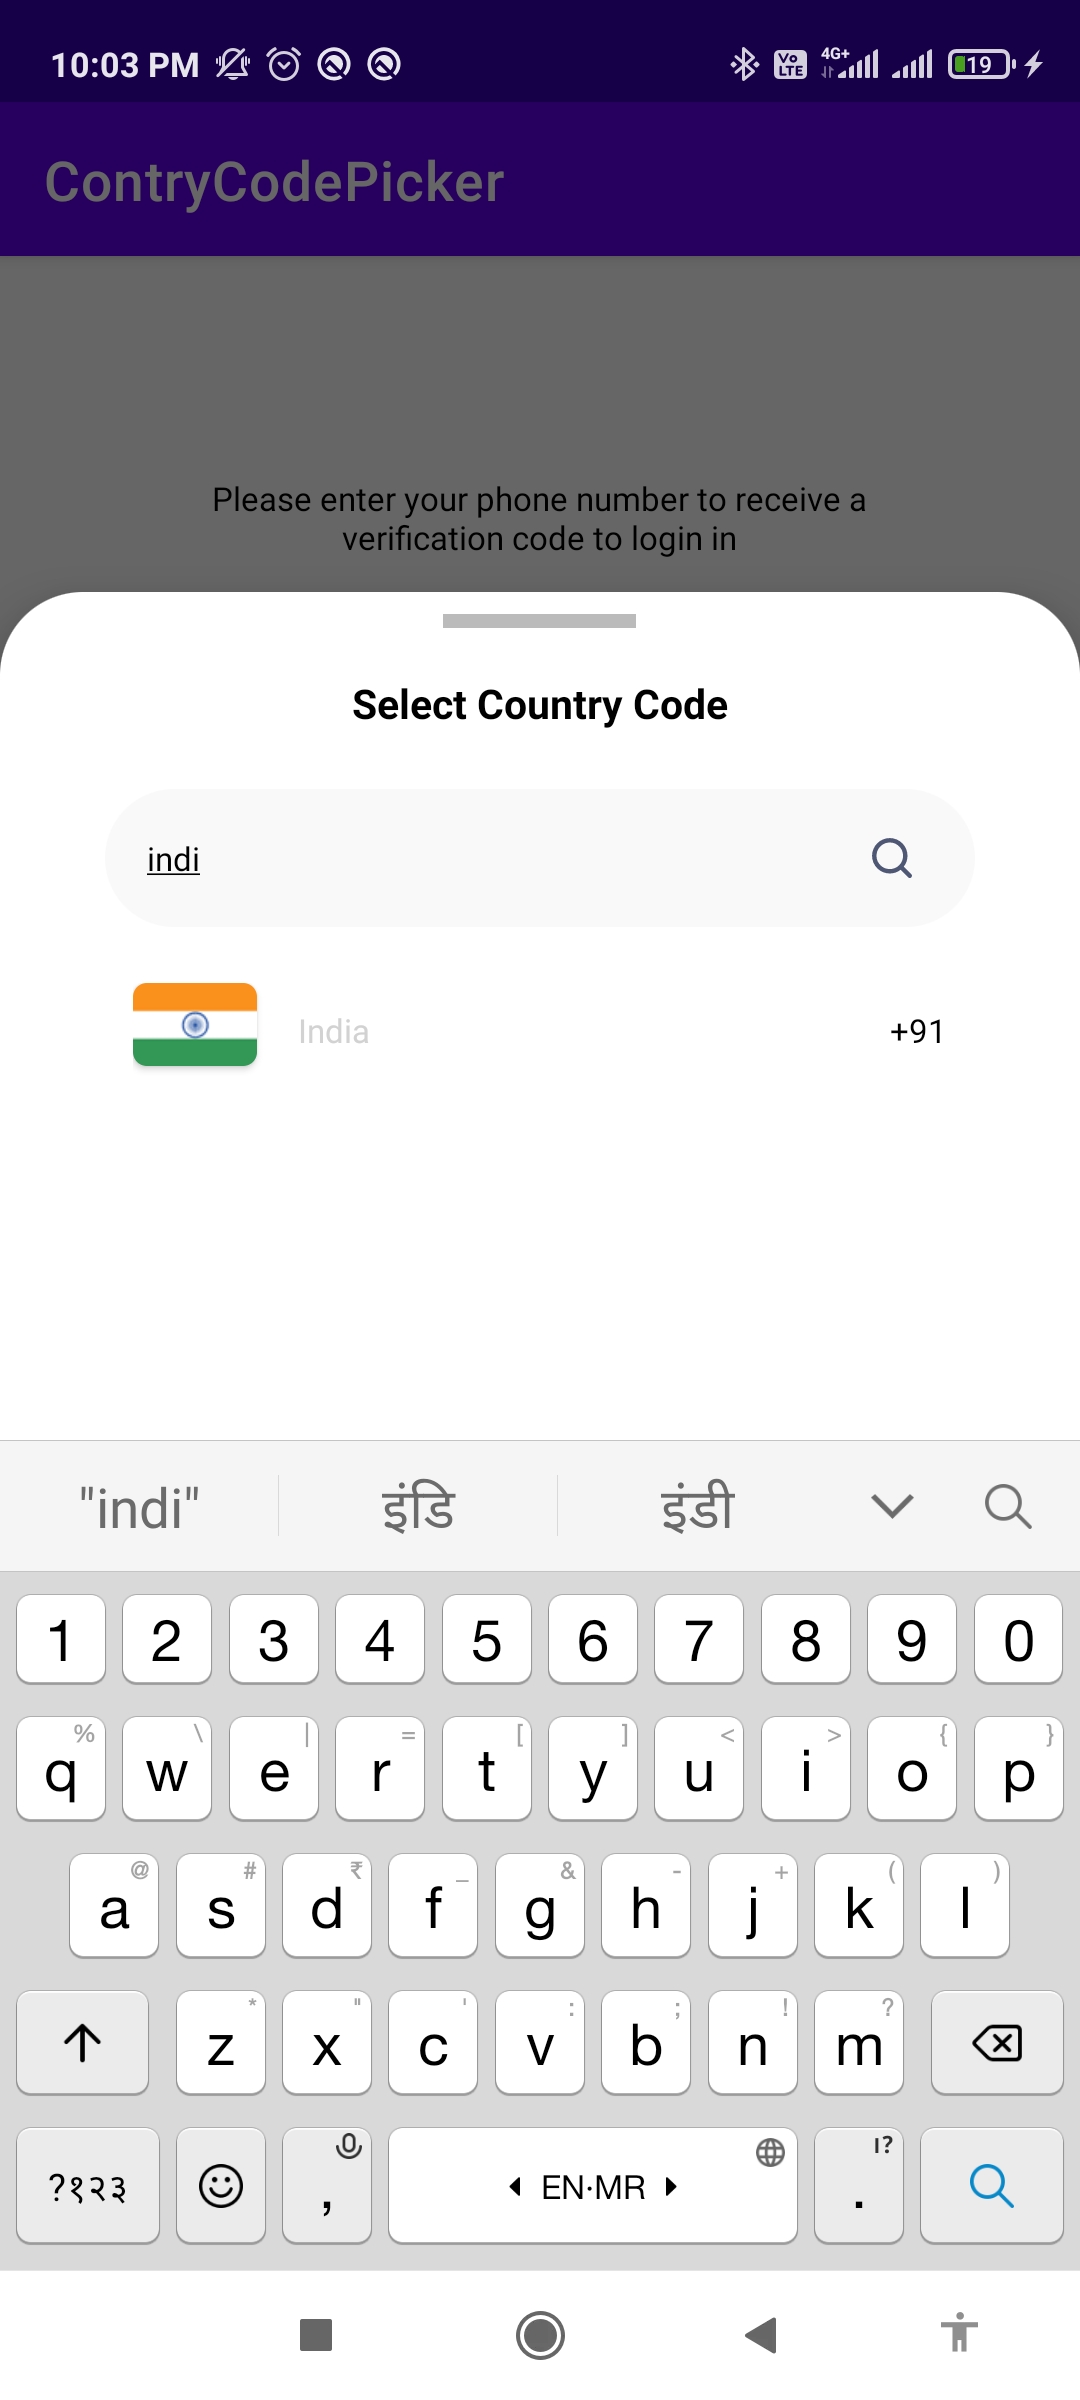 10:03 PM Vo LTE 4G+ 19
ContryCodePicker
Please enter your phone number to receive a
verification code to login in
Select Country Code
indi
India +91
"indi" इंडि इंडी
1 2 3 4 5 6 7 8 9 0
% \ | = [ ] < > { }
q w e r t y u i o p
@ # ₹ _ & - + ( )
a s d f g h j k l
* " ' : ; ! ?
z x c v b n m
?१२३ , EN·MR . ।?